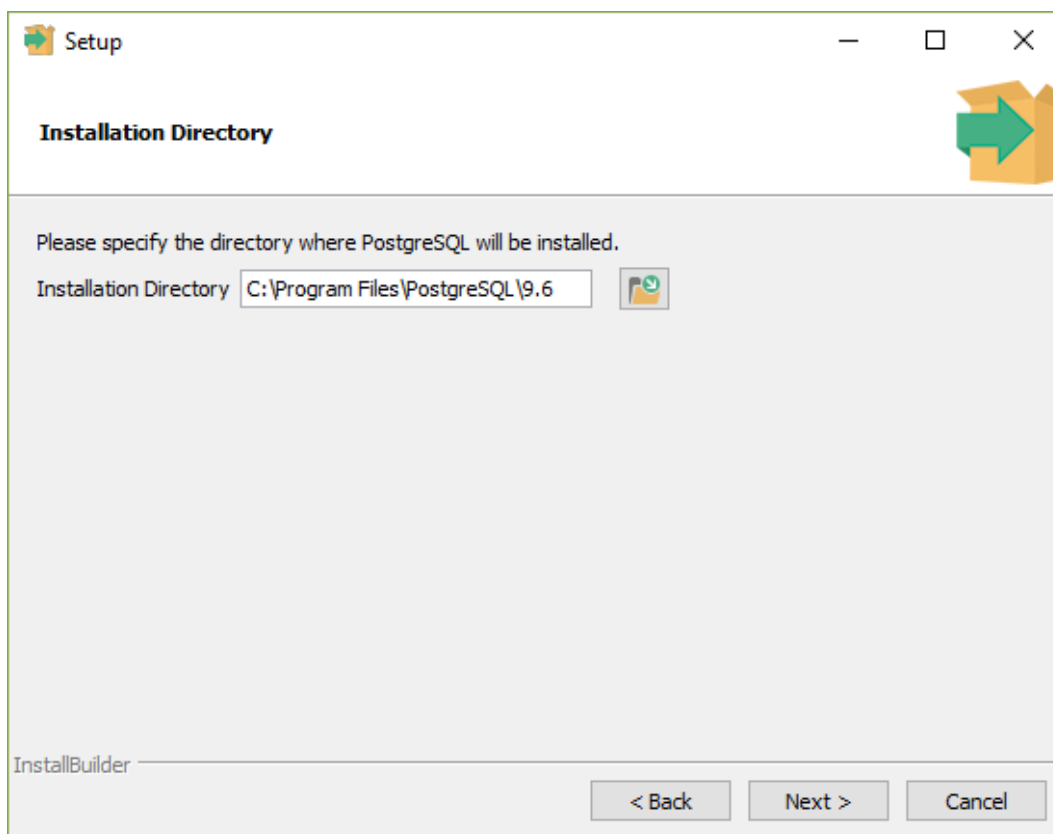 Setup
Installation Directory
Please specify the directory where PostgreSQL will be installed.
Installation Directory C:\Program Files\PostgreSQL\9.6
InstallBuilder
< Back Next > Cancel